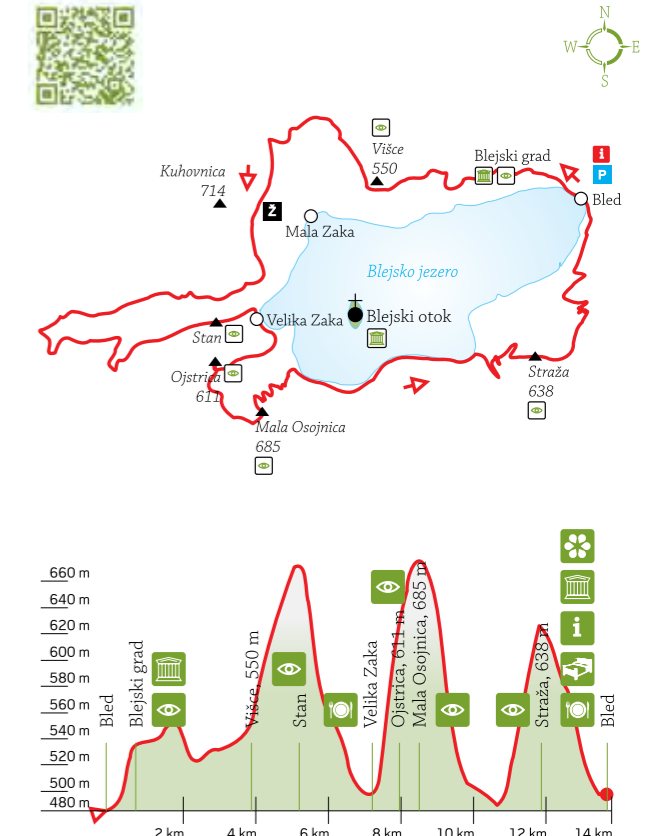 N
W E
S
Višce
550
Blejski grad
i
P
Kuhovnica
714
Ž
Bled
Mala Zaka
Blejsko jezero
Velika Zaka
Blejski otok
Stan
Ojstrica
611
Straža
638
Mala Osojnica
685
660 m
640 m
620 m
600 m
580 m
560 m
540 m
520 m
500 m
480 m
Bled
Blejski grad
Višce, 550 m
Stan
Velika Zaka
Ojstrica, 611 m
Mala Osojnica, 685 m
Straža, 638 m
i
Bled
2 km 4 km 6 km 8 km 10 km 12 km 14 km